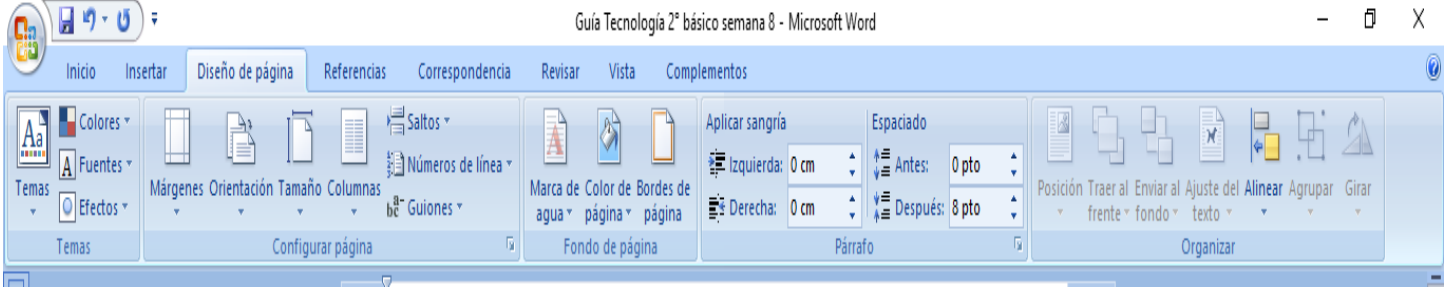 Guía Tecnología 2° básico semana 8 - Microsoft Word
Inicio Insertar Diseño de página Referencias Correspondencia Revisar Vista Complementos
Aa Temas
Colores
A Fuentes
Efectos
Temas
Márgenes Orientación Tamaño Columnas
Saltos
Números de línea
Guiones
Configurar página
Marca de agua
Color de página
Bordes de página
Fondo de página
Aplicar sangría
Izquierda: 0 cm
Derecha: 0 cm
Espaciado
Antes: 0 pto
Después: 8 pto
Párrafo
Posición
Traer al frente
Enviar al fondo
Ajuste del texto
Alinear Agrupar Girar
Organizar